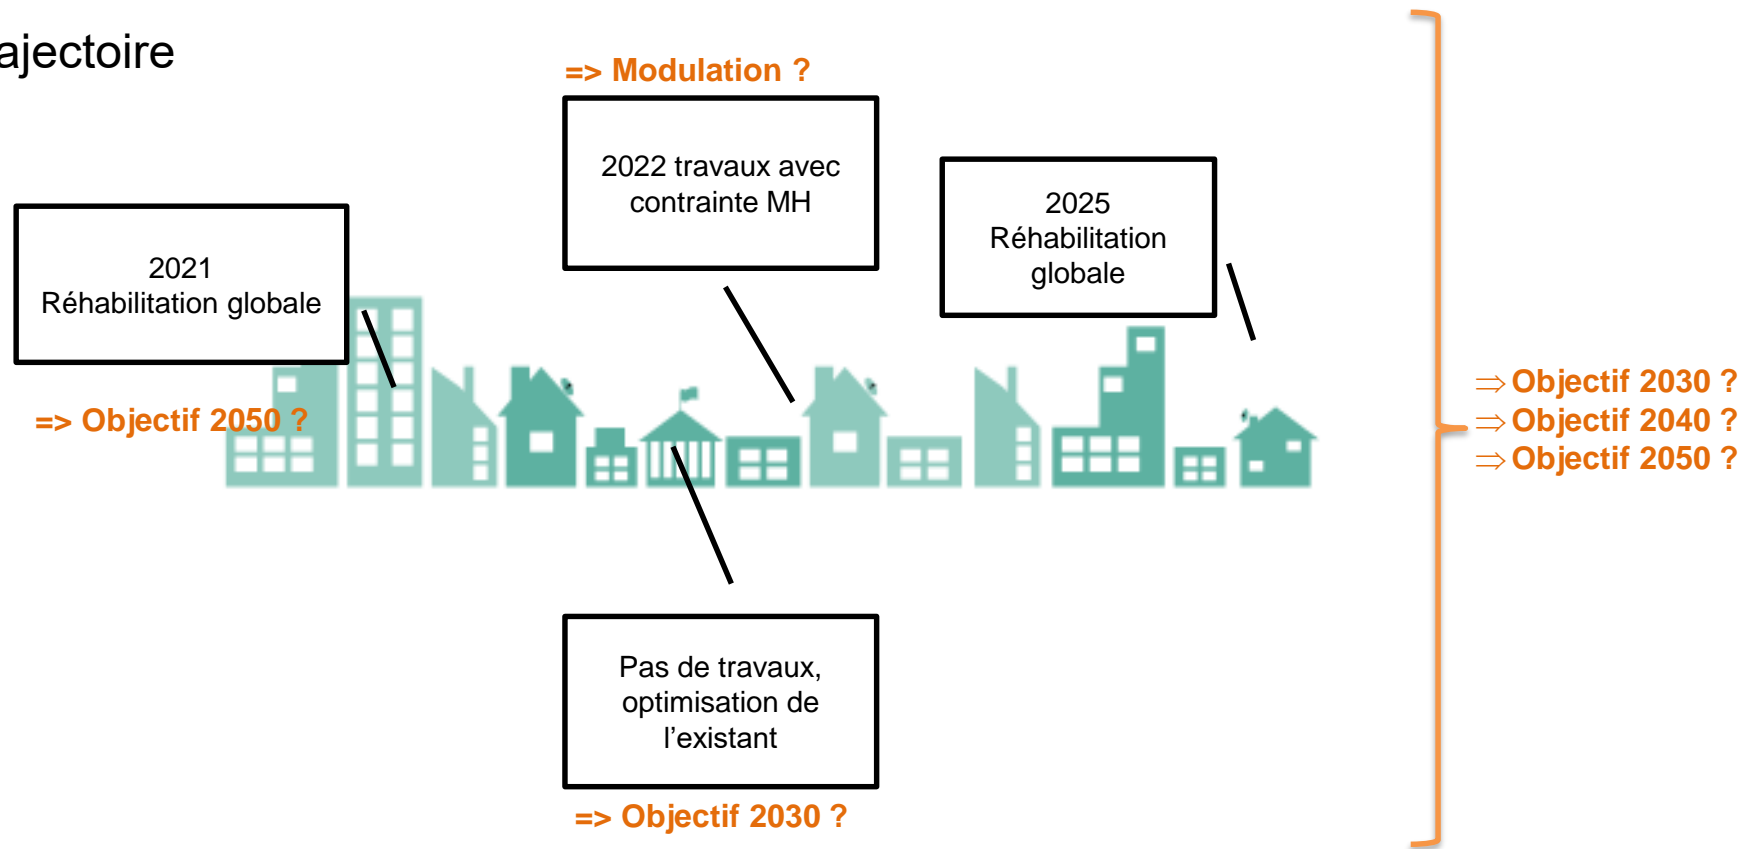 ajectoire
=> Modulation ?
2022 travaux avec
contrainte MH
2025
Réhabilitation
globale
2021
Réhabilitation globale
=> Objectif 2050 ?
⇒ Objectif 2030 ?
⇒ Objectif 2040 ?
⇒ Objectif 2050 ?
Pas de travaux,
optimisation de
l’existant
=> Objectif 2030 ?